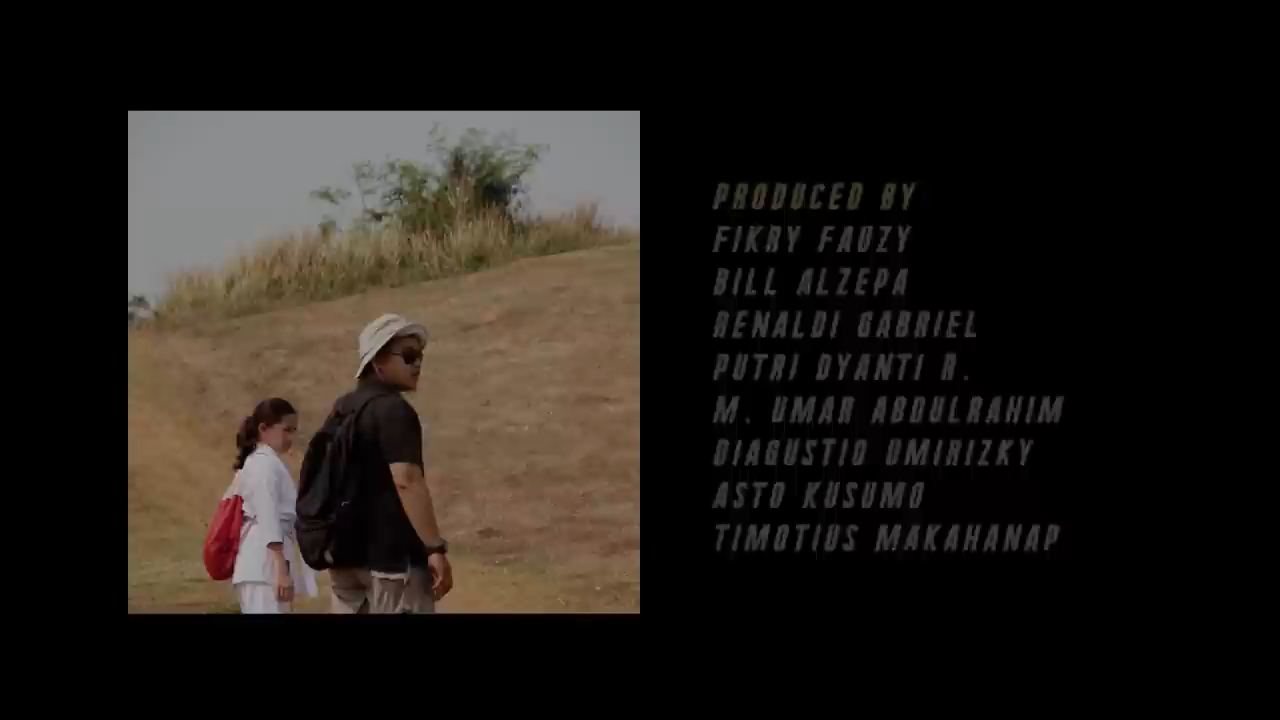 PRODUCED BY
FIKRY FAUZY
BILL ALZEPA
RENALDI GABRIEL
PUTRI DYANTI R.
M. UMAR ABDULRAHIM
DIAGUSTIO UMIRIZKY
ASTO KUSUMO
TIMOTIUS MAKAHANAP